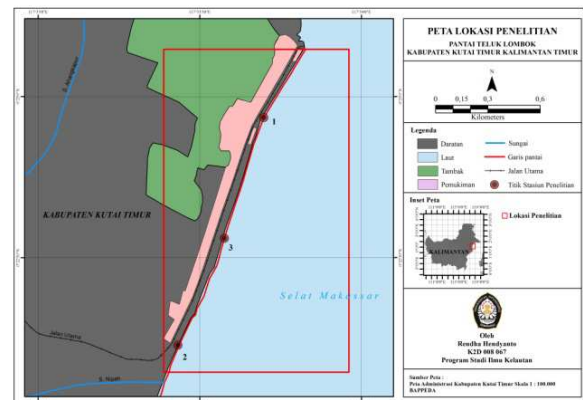 PETA LOKASI PENELITIAN
PANTAI TELUK LOMBOK
KABUPATEN KUTAI TIMUR KALIMANTAN TIMUR
N
0 0,15 0,3 0,6
Kilometers
Legenda
Daratan
Laut
Tambak
Pemukiman
Sungai
Garis pantai
Jalan Utama
Titik Stasiun Penelitian
Inset Peta
KALIMANTAN
Lokasi Penelitian
Oleh
Rendha Hendyanto
K2D 008 067
Program Studi Ilmu Kelautan
Sumber Peta :
Peta Administrasi Kabupaten Kutai Timur Skala 1 : 100.000
BAPPEDA
KABUPATEN KUTAI TIMUR
Selat Makassar
Jalan Utama
1
3
2